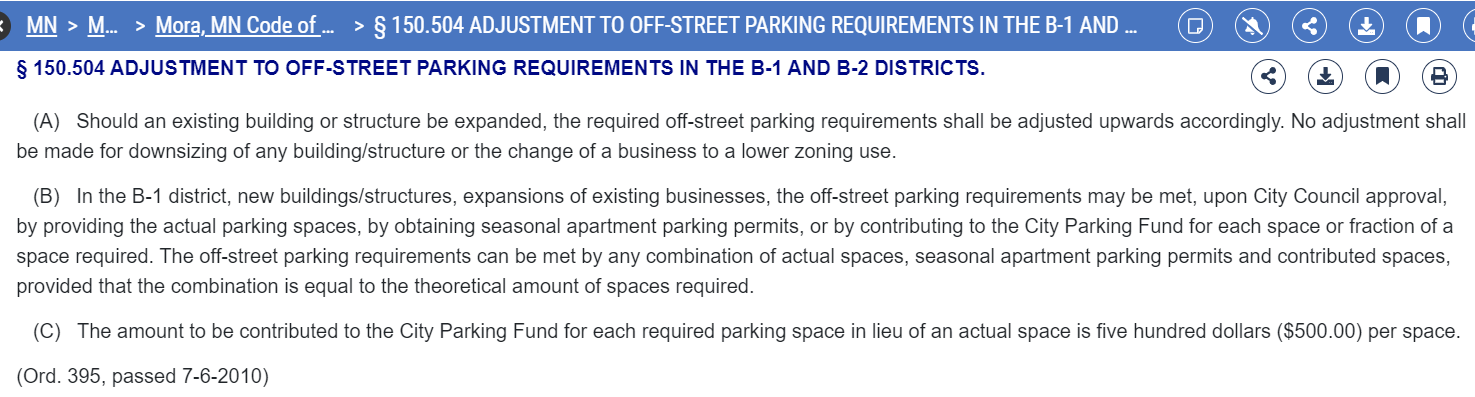 MN > M... > Mora, MN Code of ... > § 150.504 ADJUSTMENT TO OFF-STREET PARKING REQUIREMENTS IN THE B-1 AND ...
§ 150.504 ADJUSTMENT TO OFF-STREET PARKING REQUIREMENTS IN THE B-1 AND B-2 DISTRICTS.
(A) Should an existing building or structure be expanded, the required off-street parking requirements shall be adjusted upwards accordingly. No adjustment shall
be made for downsizing of any building/structure or the change of a business to a lower zoning use.
(B) In the B-1 district, new buildings/structures, expansions of existing businesses, the off-street parking requirements may be met, upon City Council approval,
by providing the actual parking spaces, by obtaining seasonal apartment parking permits, or by contributing to the City Parking Fund for each space or fraction of a
space required. The off-street parking requirements can be met by any combination of actual spaces, seasonal apartment parking permits and contributed spaces,
provided that the combination is equal to the theoretical amount of spaces required.
(C) The amount to be contributed to the City Parking Fund for each required parking space in lieu of an actual space is five hundred dollars ($500.00) per space.
(Ord. 395, passed 7-6-2010)